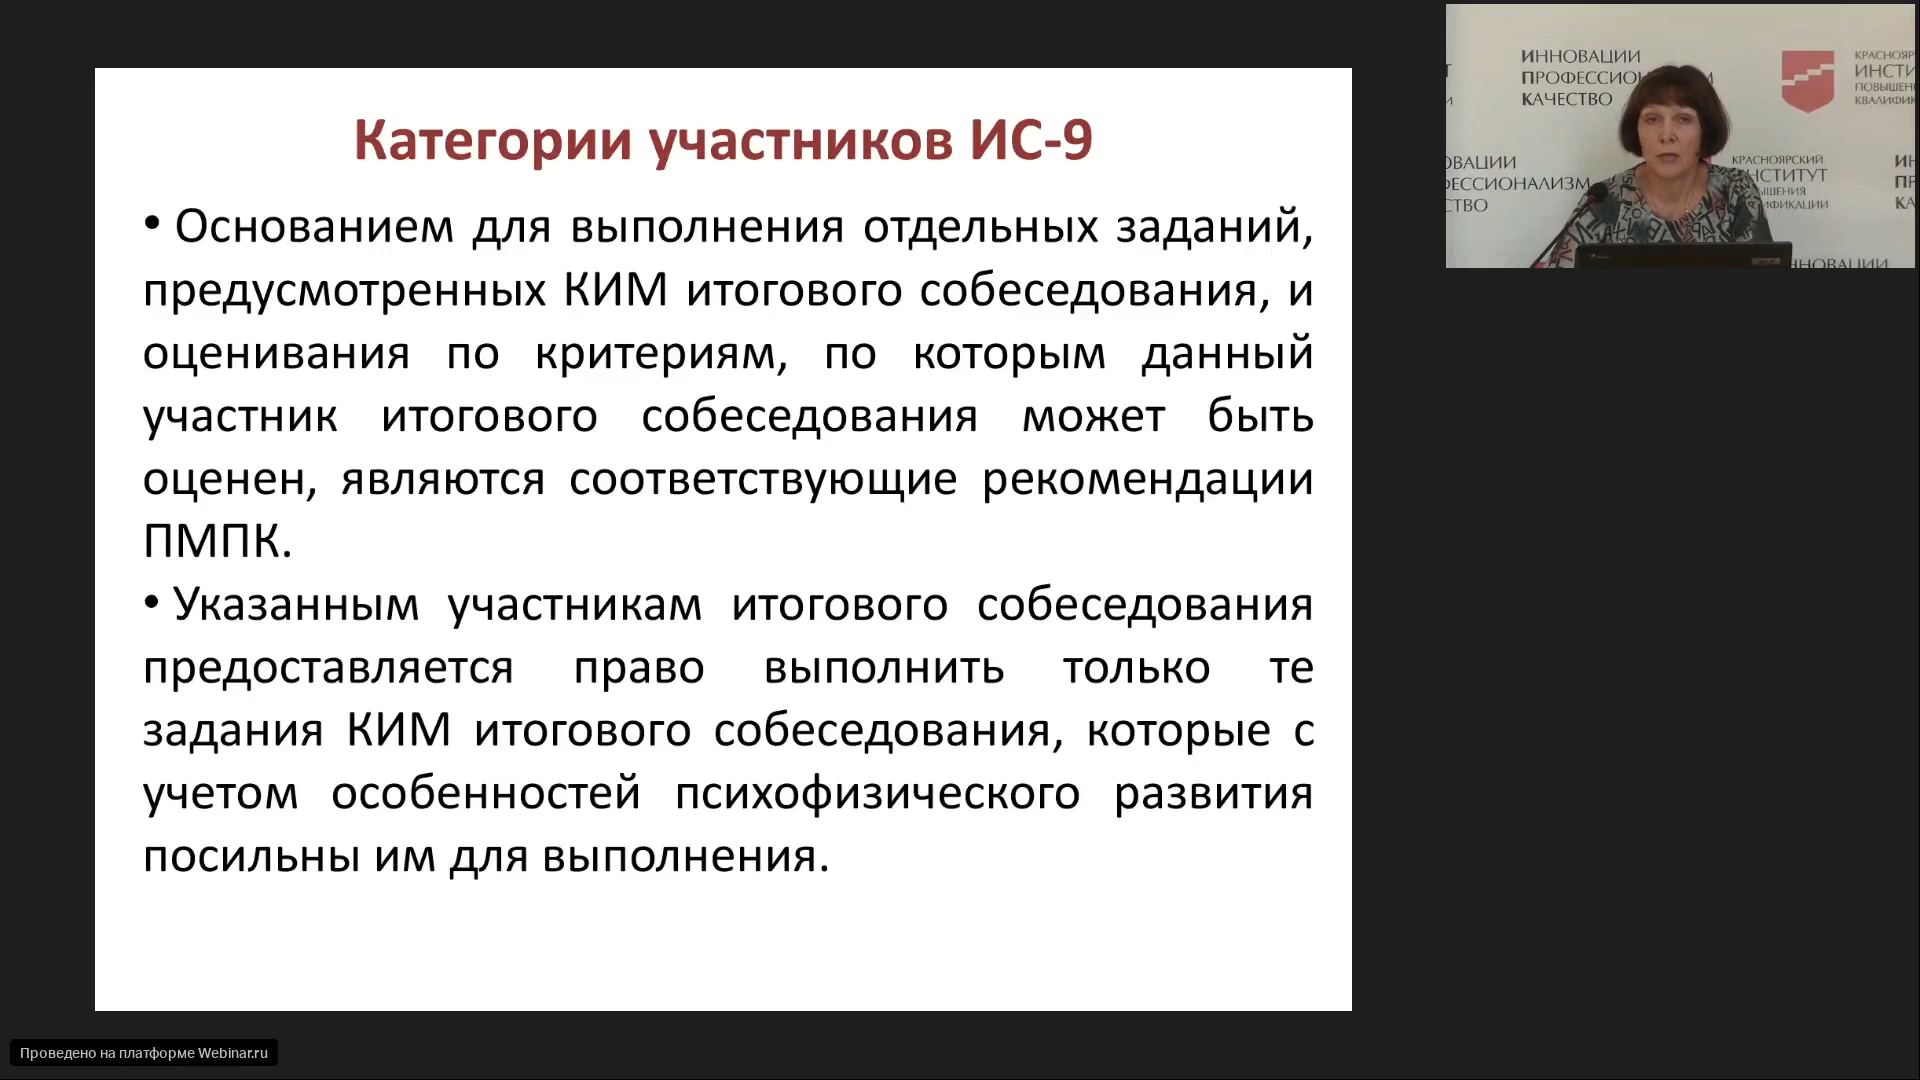 Категории участников ИС-9
• Основанием для выполнения отдельных заданий,
предусмотренных КИМ итогового собеседования, и
оценивания по критериям, по которым данный
участник итогового собеседования может быть
оценен, являются соответствующие рекомендации
ПМПК.
• Указанным участникам итогового собеседования
предоставляется право выполнить только те
задания КИМ итогового собеседования, которые с
учетом особенностей психофизического развития
посильны им для выполнения.
ИННОВАЦИИ
КАЧЕСТВО
КРАСНОЯРСКИЙ
Проведено на платформе Webinar.ru